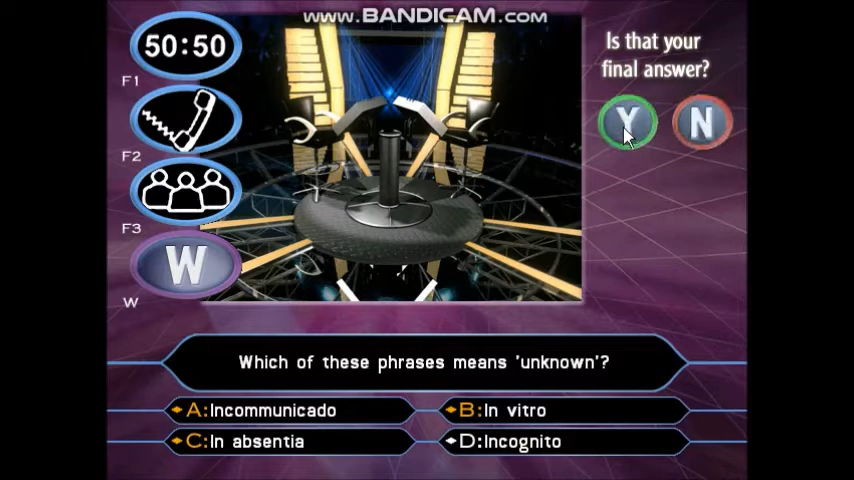 www.BANDICAM.com
50:50
Is that your
final answer?
F1
Y N
F2
F3
W
W
Which of these phrases means 'unknown'?
A:Incommunicado
B:In vitro
C:In absentia
D:Incognito